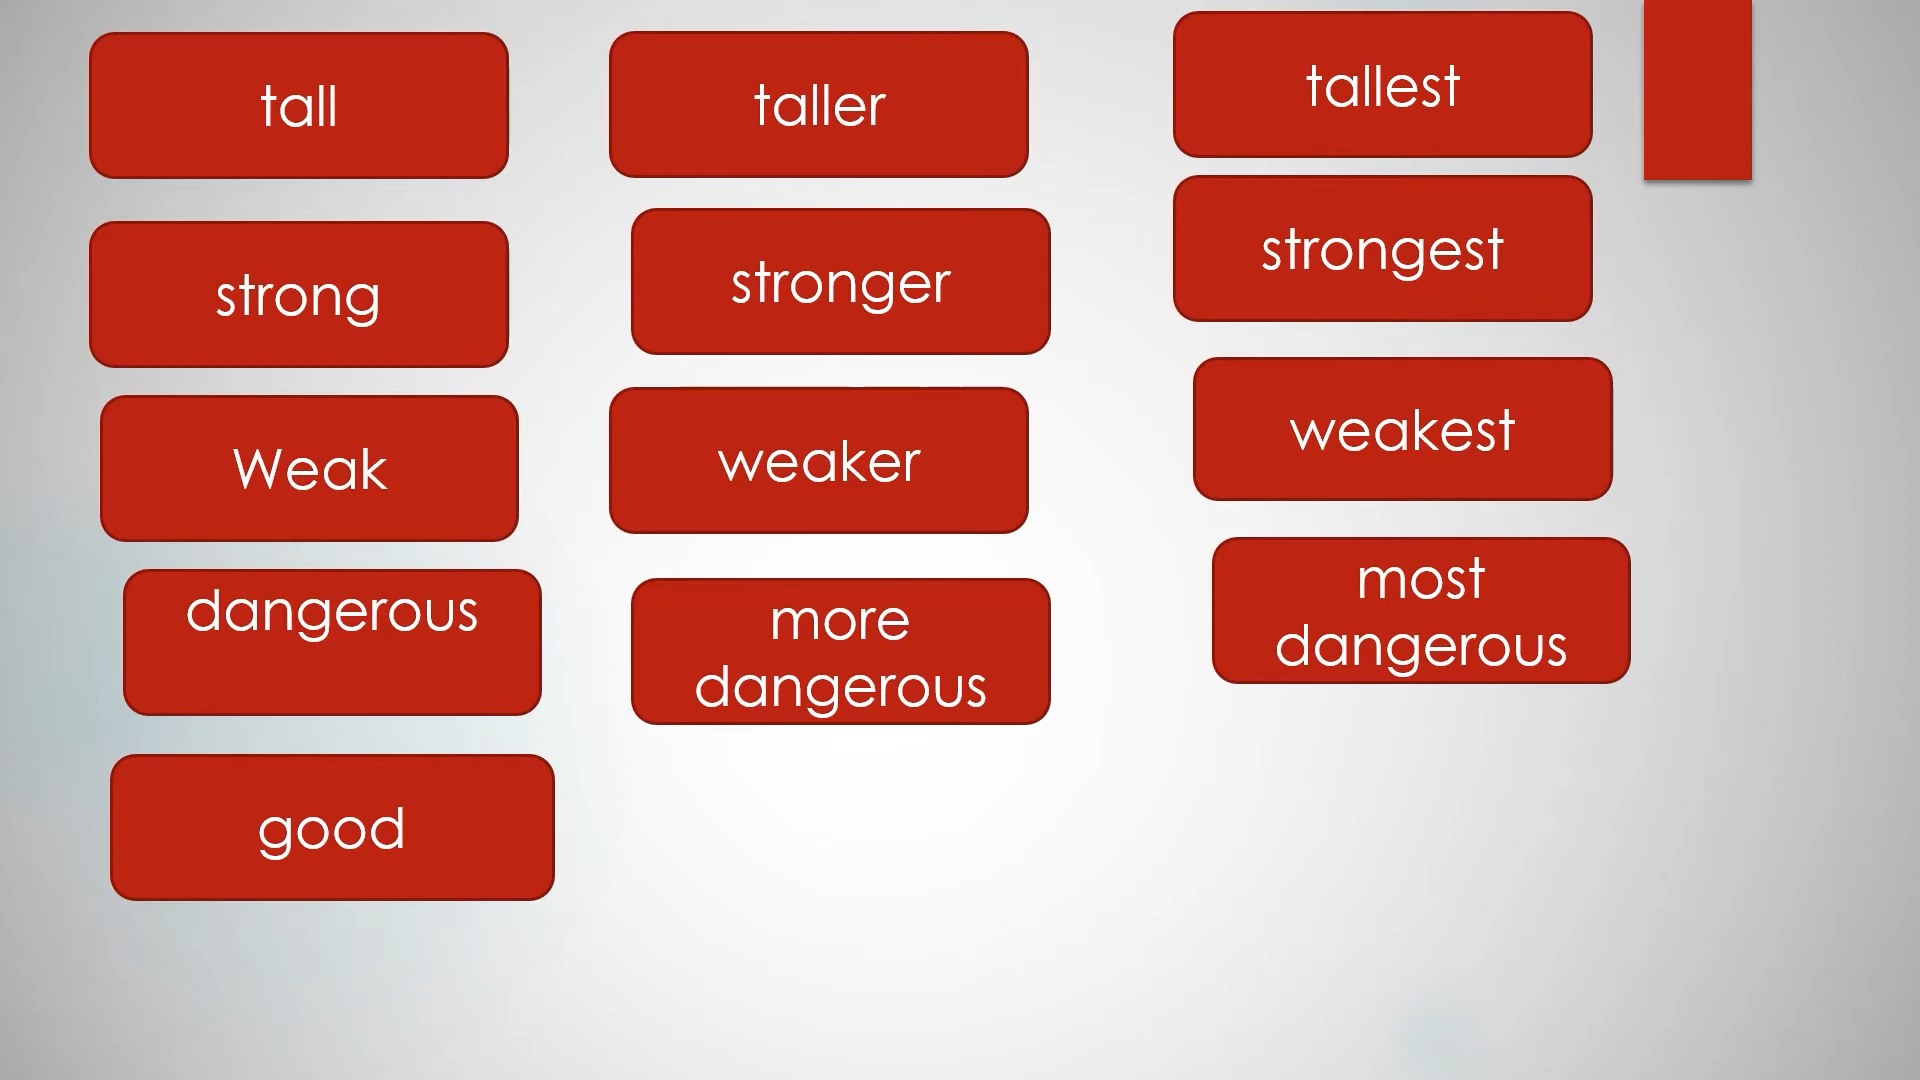 tall
taller
tallest
strong
stronger
strongest
Weak
weaker
weakest
dangerous
more
dangerous
most
dangerous
good